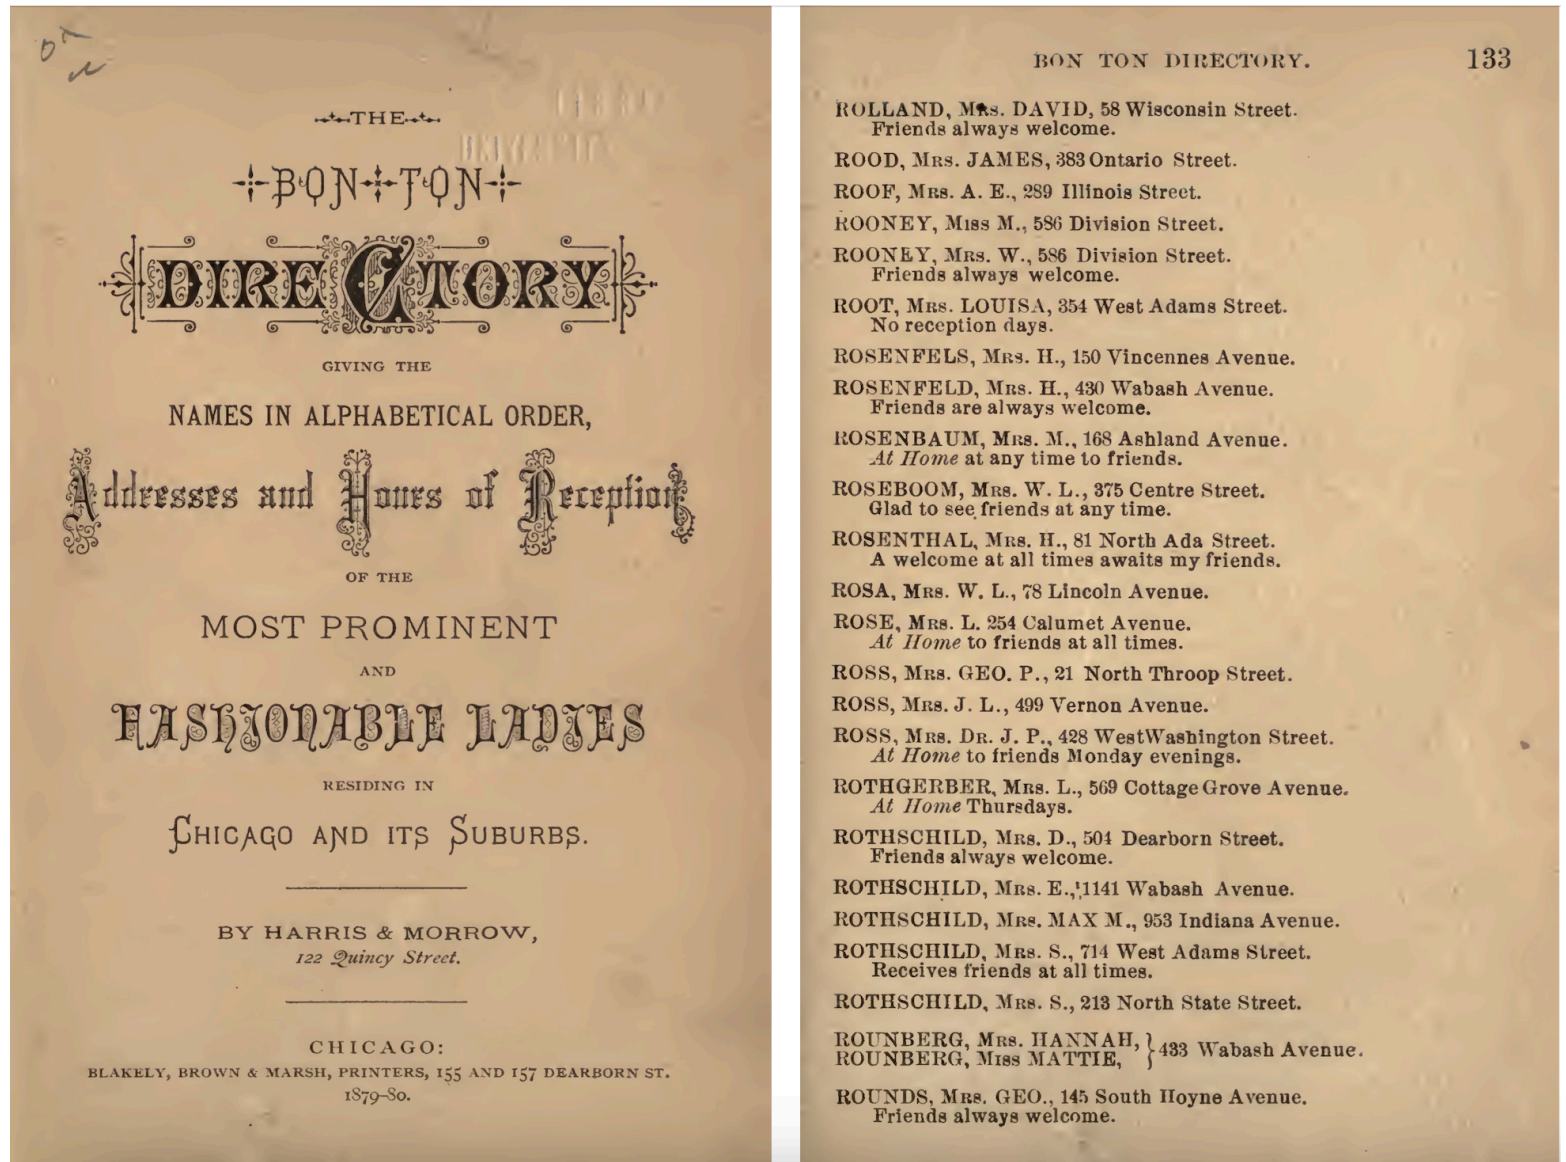 THE
BON TON
DIRECTORY
GIVING THE
NAMES IN ALPHABETICAL ORDER,
Addresses and Hours of Reception
OF THE
MOST PROMINENT
AND
FASHIONABLE LADIES
RESIDING IN
CHICAGO AND ITS SUBURBS.
BY HARRIS & MORROW,
122 Quincy Street.
CHICAGO:
BLAKELY, BROWN & MARSH, PRINTERS, 155 AND 157 DEARBORN ST.
1879-80.
BON TON DIRECTORY. 133
ROLLAND, MRS. DAVID, 58 Wisconsin Street.
Friends always welcome.
ROOD, MRS. JAMES, 383 Ontario Street.
ROOF, MRS. A. E., 289 Illinois Street.
ROONEY, MISS M., 586 Division Street.
ROONEY, MRS. W., 586 Division Street.
Friends always welcome.
ROOT, MRS. LOUISA, 354 West Adams Street.
No reception days.
ROSENFELS, MRS. H., 150 Vincennes Avenue.
ROSENFELD, MRS. H., 430 Wabash Avenue.
Friends are always welcome.
ROSENBAUM, MRS. M., 168 Ashland Avenue.
At Home at any time to friends.
ROSEBOOM, MRS. W. L., 375 Centre Street.
Glad to see friends at any time.
ROSENTHAL, MRS. H., 81 North Ada Street.
A welcome at all times awaits my friends.
ROSA, MRS. W. L., 78 Lincoln Avenue.
ROSE, MRS. L. 254 Calumet Avenue.
At Home to friends at all times.
ROSS, MRS. GEO. P., 21 North Throop Street.
ROSS, MRS. J. L., 499 Vernon Avenue.
ROSS, MRS. DR. J. P., 428 West Washington Street.
At Home to friends Monday evenings.
ROTHGERBER, MRS. L., 569 Cottage Grove Avenue.
At Home Thursdays.
ROTHSCHILD, MRS. D., 504 Dearborn Street.
Friends always welcome.
ROTHSCHILD, MRS. E., 1141 Wabash Avenue.
ROTHSCHILD, MRS. MAX M., 953 Indiana Avenue.
ROTHSCHILD, MRS. S., 714 West Adams Street.
Receives friends at all times.
ROTHSCHILD, MRS. S., 213 North State Street.
ROUNBERG, MRS. HANNAH,
ROUNBERG, MISS MATTIE, } 433 Wabash Avenue.
ROUNDS, MRS. GEO., 145 South Hoyne Avenue.
Friends always welcome.